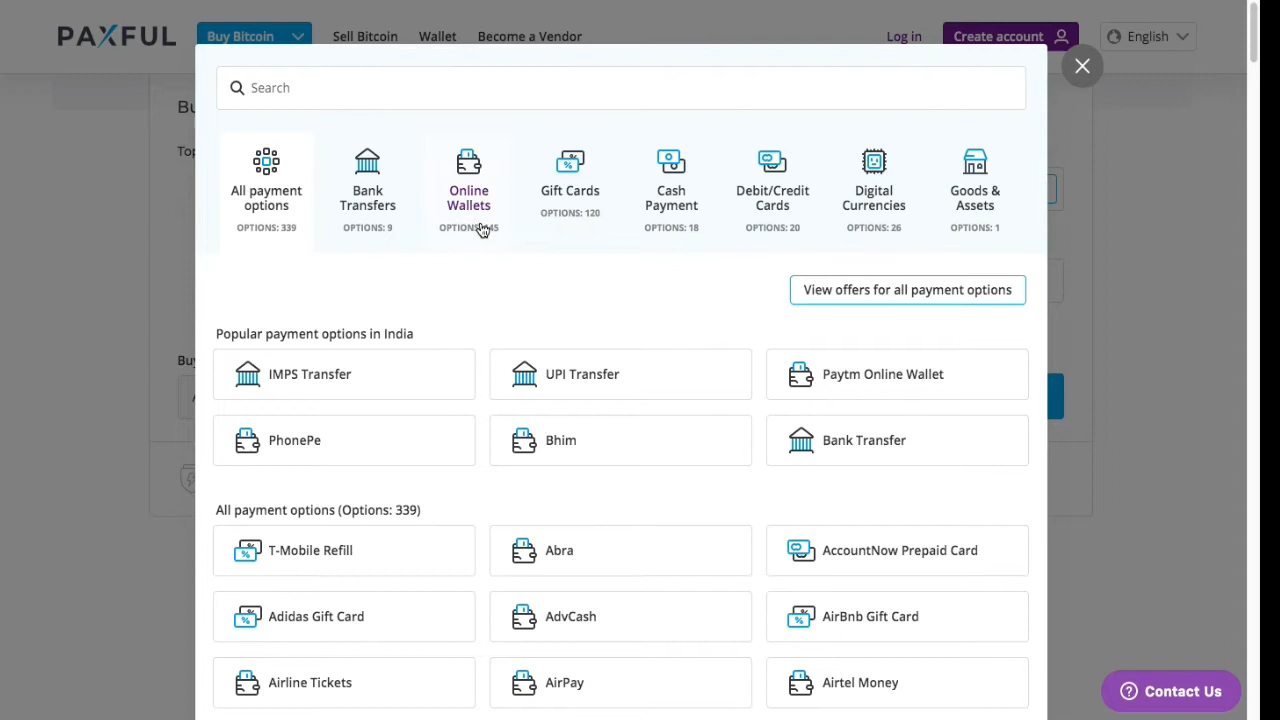 PAXFUL
Buy Bitcoin
Sell Bitcoin
Wallet
Become a Vendor
Log in
Create account
English
Search
All payment
options
OPTIONS: 339
Bank
Transfers
OPTIONS: 9
Online
Wallets
Gift Cards
OPTIONS: 120
Cash
Payment
OPTIONS: 18
Debit/Credit
Cards
OPTIONS: 20
Digital
Currencies
OPTIONS: 26
Goods &
Assets
OPTIONS: 1
View offers for all payment options
Popular payment options in India
IMPS Transfer
UPI Transfer
Paytm Online Wallet
PhonePe
Bhim
Bank Transfer
All payment options (Options: 339)
T-Mobile Refill
Abra
AccountNow Prepaid Card
Adidas Gift Card
AdvCash
AirBnb Gift Card
Airline Tickets
AirPay
Airtel Money
Contact Us